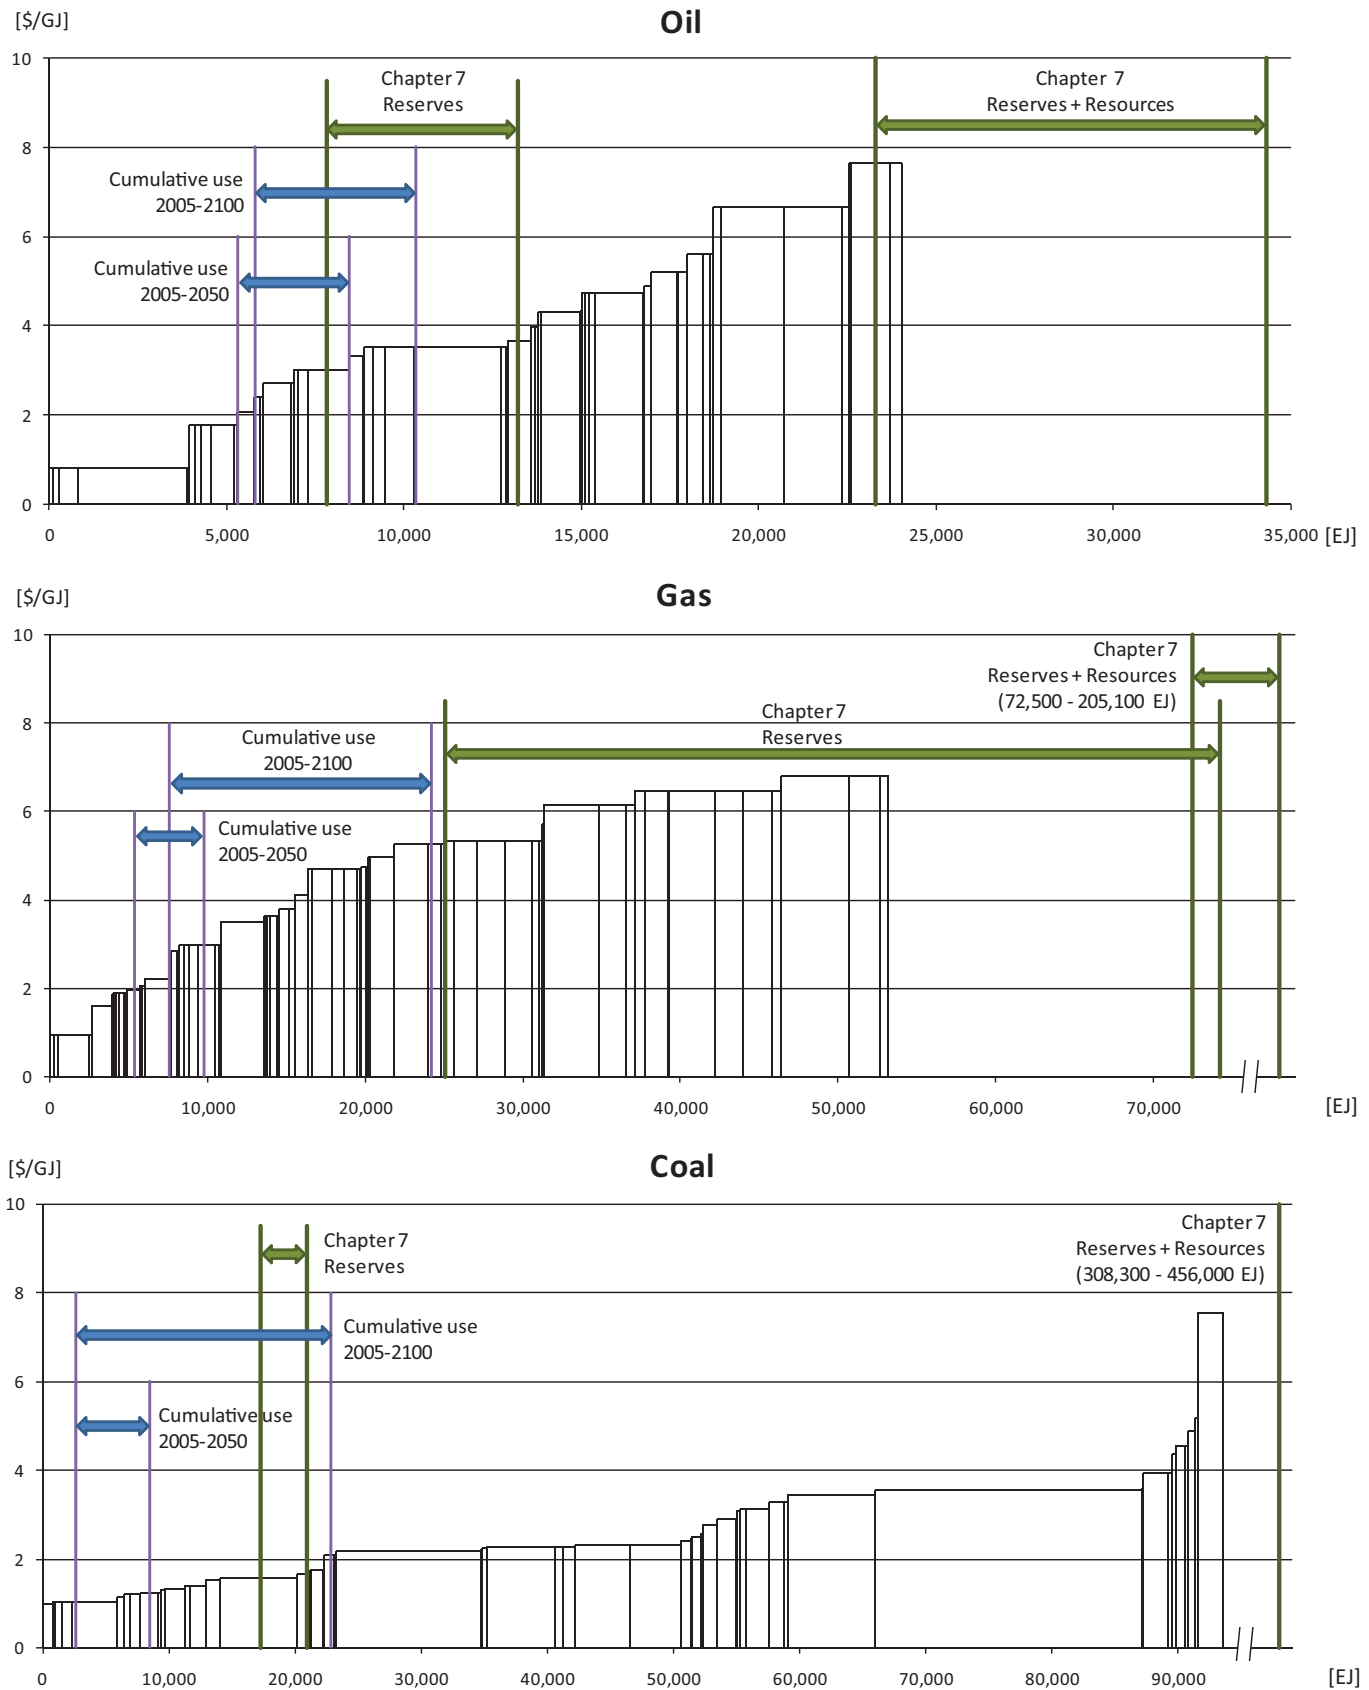 [$/GJ]
Oil
10
Chapter 7
Reserves
Chapter 7
Reserves + Resources
8
Cumulative use
2005-2100
6
Cumulative use
2005-2050
4
2
0
0 5,000 10,000 15,000 20,000 25,000 30,000 35,000 [EJ]
[$/GJ]
Gas
10
Chapter 7
Reserves + Resources
(72,500 - 205,100 EJ)
8
Chapter 7
Reserves
Cumulative use
2005-2100
6
Cumulative use
2005-2050
4
2
0
0 10,000 20,000 30,000 40,000 50,000 60,000 70,000 [EJ]
[$/GJ]
Coal
10
Chapter 7
Reserves
Chapter 7
Reserves + Resources
(308,300 - 456,000 EJ)
8
Cumulative use
2005-2100
6
Cumulative use
2005-2050
4
2
0
0 10,000 20,000 30,000 40,000 50,000 60,000 70,000 80,000 90,000 [EJ]